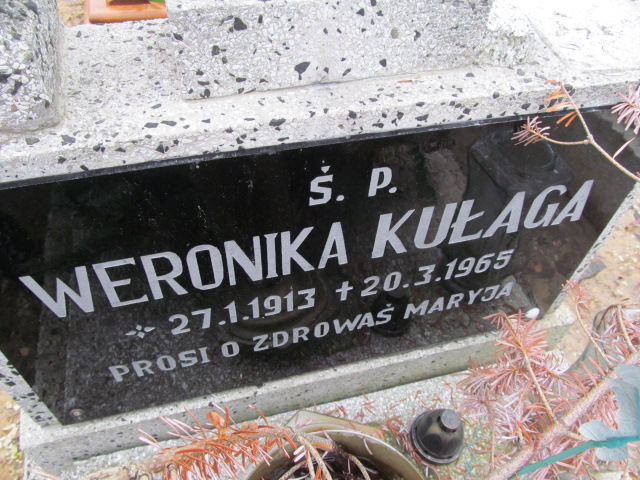 Ś. P.
WERONIKA KUŁAGA
27.1.1913 + 20.3.1965
PROSI O ZDROWAŚ MARYJA